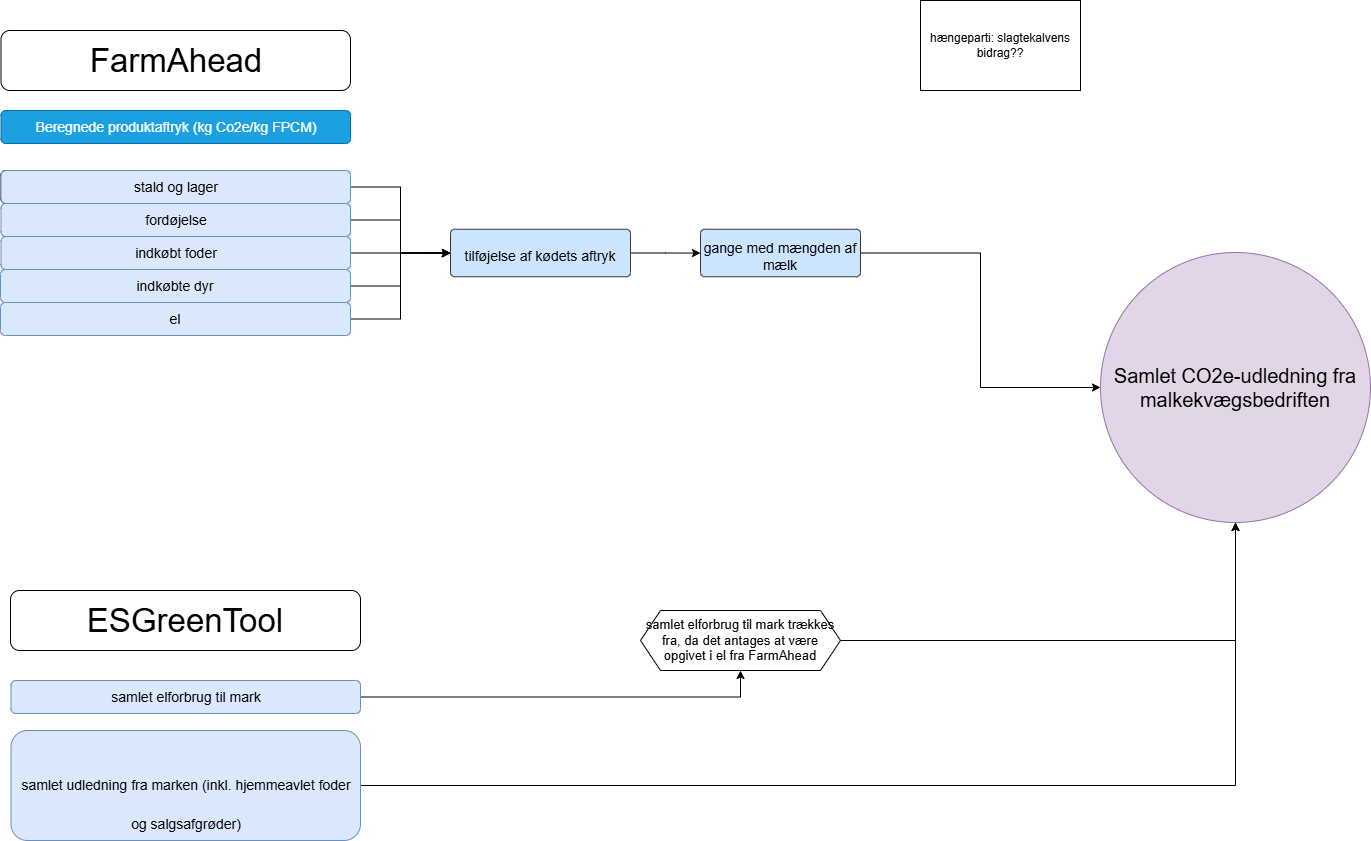 hængeparti: slagtekalvens
bidrag??
FarmAhead
Beregnede produktaftryk (kg Co2e/kg FPCM)
stald og lager
fordøjelse
indkøbt foder
indkøbte dyr
el
tilføjelse af kødets aftryk
gange med mængden af
mælk
Samlet CO2e-udledning fra
malkekvægsbedriften
ESGreenTool
samlet elforbrug til mark trækkes
fra, da det antages at være
opgivet i el fra FarmAhead
samlet elforbrug til mark
samlet udledning fra marken (inkl. hjemmeavlet foder
og salgsafgrøder)